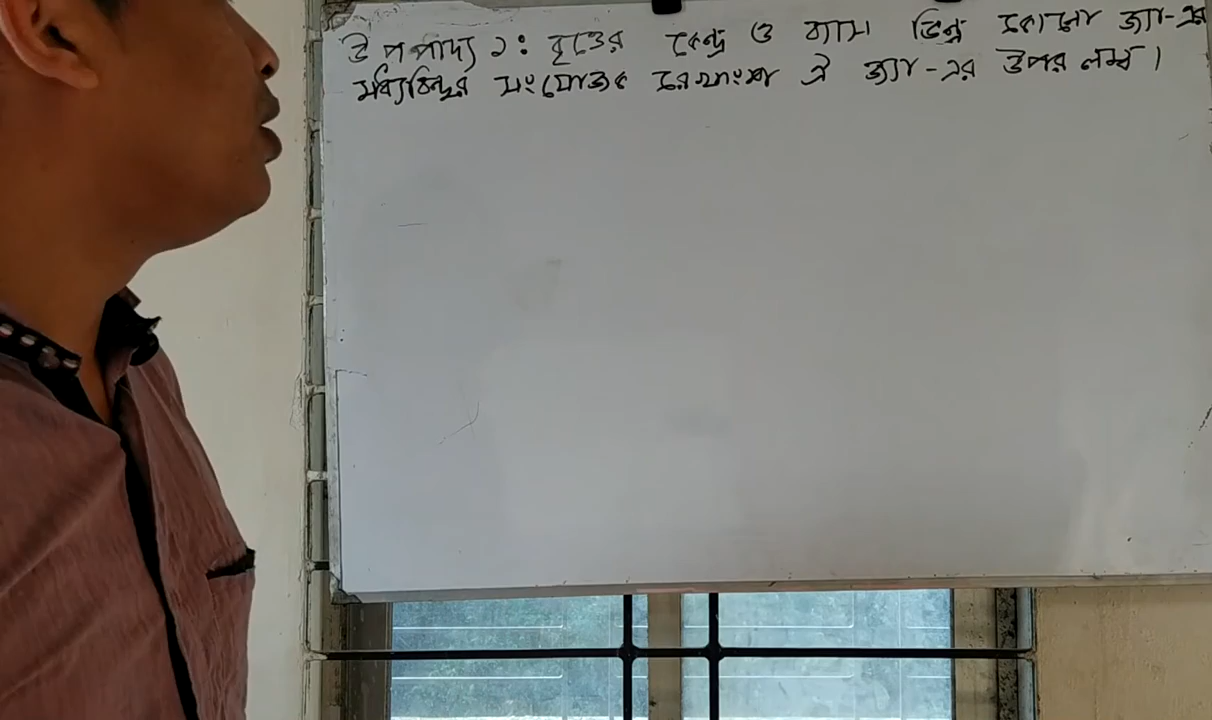 উপপাদ্য ১: বৃত্তের কেন্দ্র ও ব্যাস ভিন্ন কোনো জ্যা-এর
মধ্যবিন্দুর সংযোজক রেখাংশ ঐ জ্যা-এর উপর লম্ব।